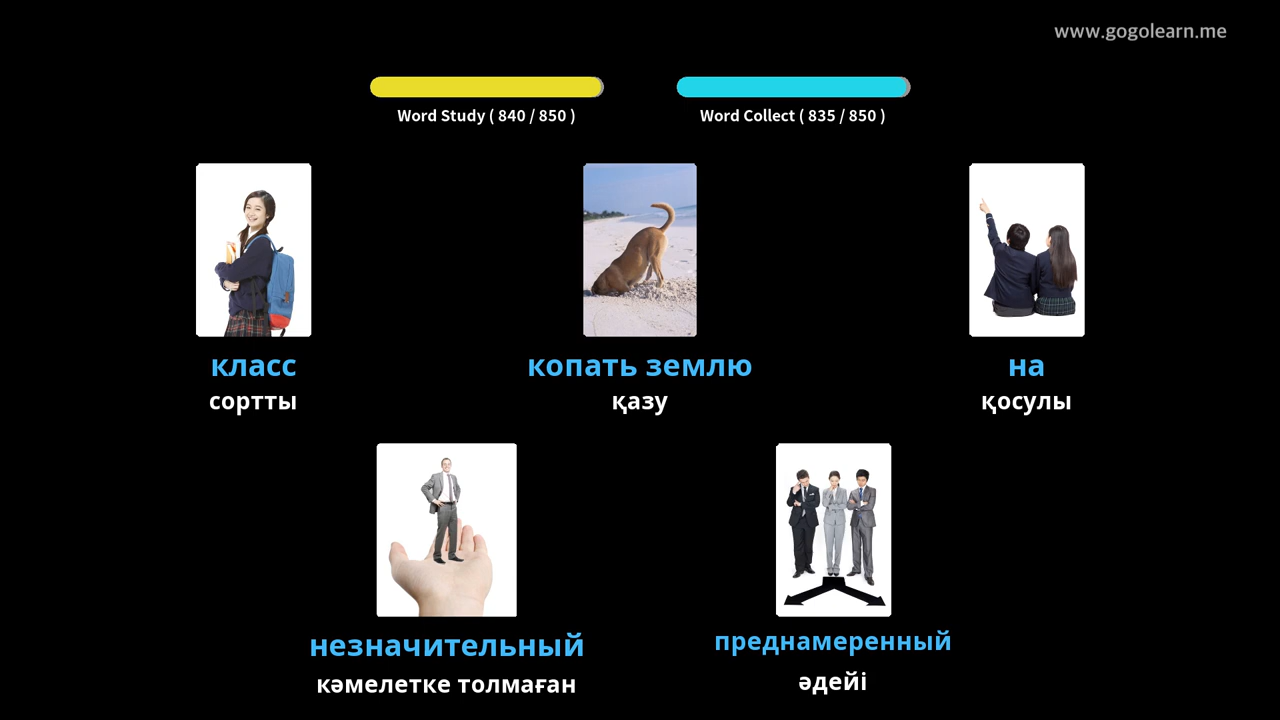 www.gogolearn.me
Word Study ( 840 / 850 )
Word Collect ( 835 / 850 )
класс
сортты
копать землю
қазу
на
қосулы
незначительный
кәмелетке толмаған
преднамеренный
әдейі